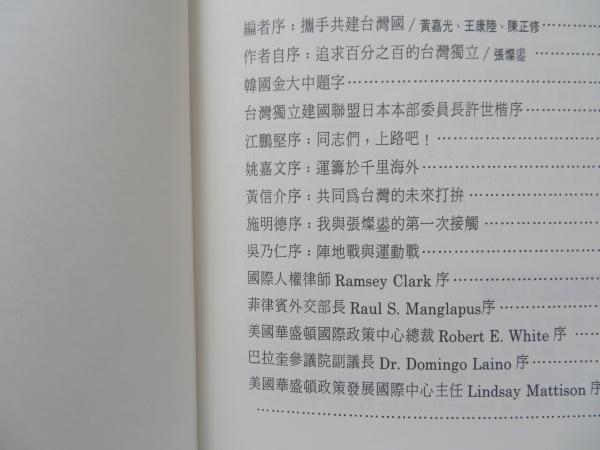 編者序：攜手共建台灣國/黃嘉光、王康陸、陳正修…………
作者自序：追求百分之百的台灣獨立/張燦鍙…………
韓國金大中題字…………
台灣獨立建國聯盟日本本部委員長許世楷序…………
江鵬堅序：同志們，上路吧！…………
姚嘉文序：運籌於千里海外…………
黃信介序：共同爲台灣的未來打拚…………
施明德序：我與張燦鍙的第一次接觸…………
吳乃仁序：陣地戰與運動戰…………
國際人權律師 Ramsey Clark 序…………
菲律賓外交部長 Raul S. Manglapus序…………
美國華盛頓國際政策中心總裁 Robert E. White 序…………
巴拉奎參議院副議長 Dr. Domingo Laino 序…………
美國華盛頓政策發展國際中心主任 Lindsay Mattison 序
…………